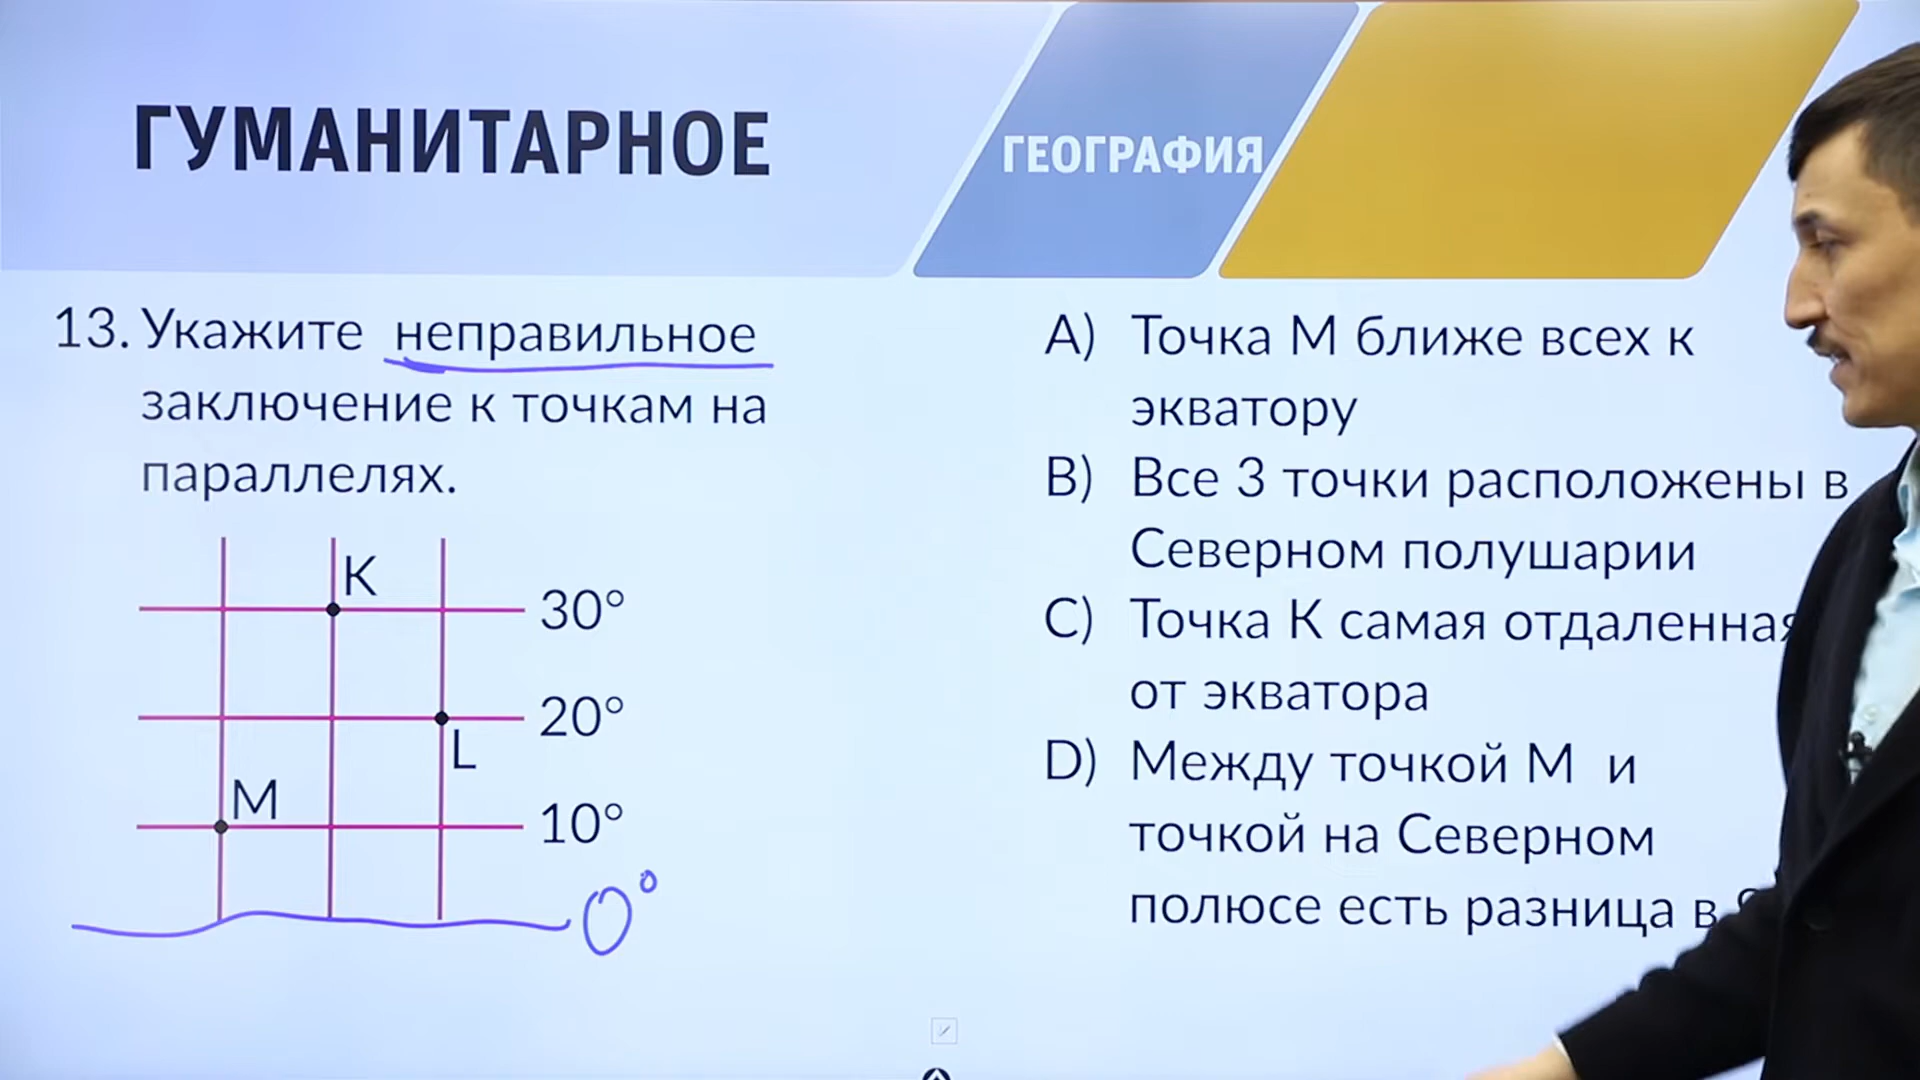 ГУМАНИТАРНОЕ
ГЕОГРАФИЯ
13. Укажите неправильное
заключение к точкам на
параллелях.
K
30°
20°
L
M
10°
0°
A) Точка М ближе всех к
экватору
B) Все 3 точки расположены в
Северном полушарии
C) Точка К самая отдаленная
от экватора
D) Между точкой М и
точкой на Северном
полюсе есть разница в